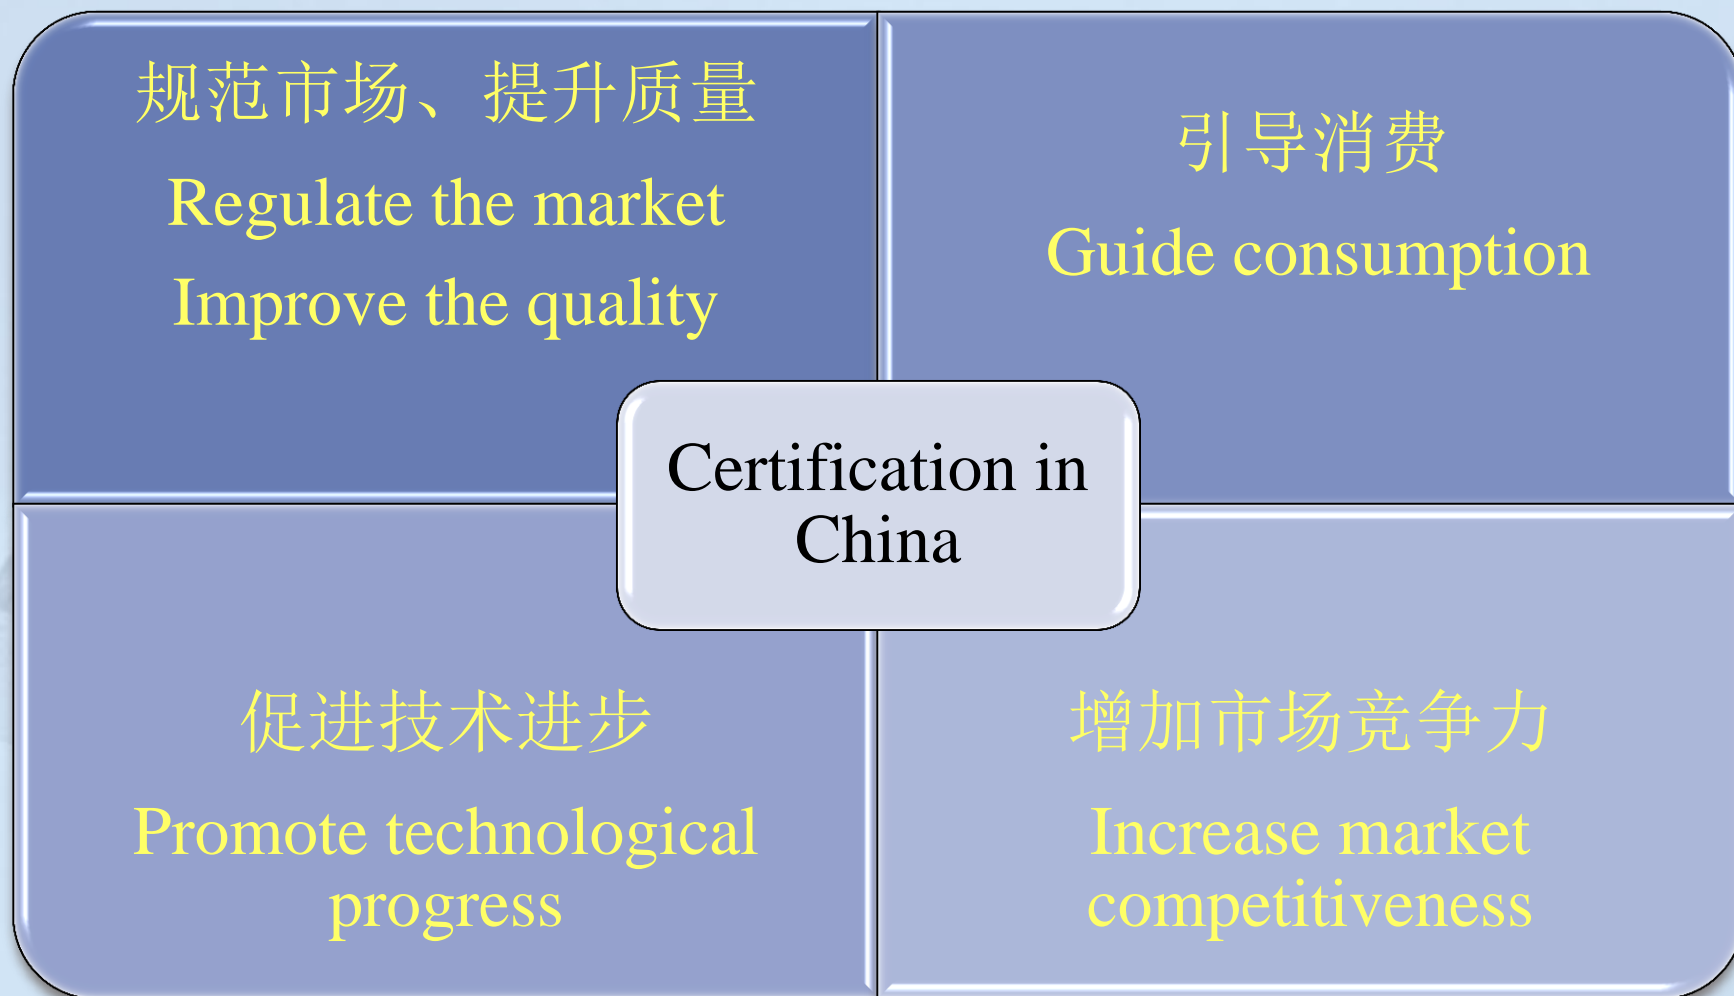 规范市场、提升质量
Regulate the market
Improve the quality
引导消费
Guide consumption
Certification in
China
促进技术进步
Promote technological
progress
增加市场竞争力
Increase market
competitiveness